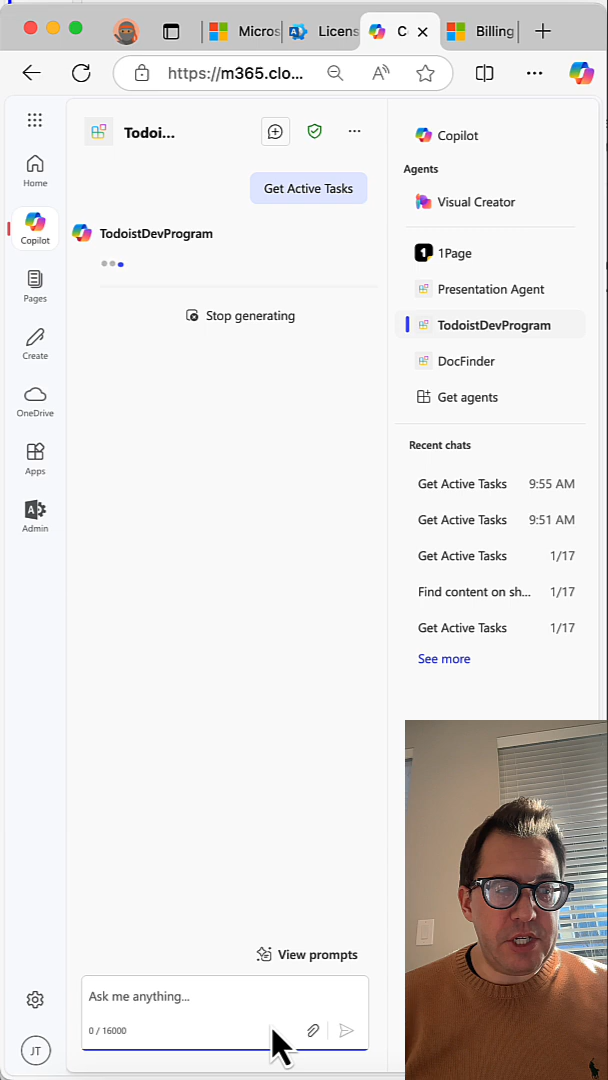 Micros
Licens
C
Billing
https://m365.clo...
Home
Copilot
Pages
Create
OneDrive
Apps
Admin
JT
Todoi...
Get Active Tasks
TodoistDevProgram
Stop generating
View prompts
Ask me anything...
0 / 16000
Copilot
Agents
Visual Creator
1Page
Presentation Agent
TodoistDevProgram
DocFinder
Get agents
Recent chats
Get Active Tasks 9:55 AM
Get Active Tasks 9:51 AM
Get Active Tasks 1/17
Find content on sh... 1/17
Get Active Tasks 1/17
See more